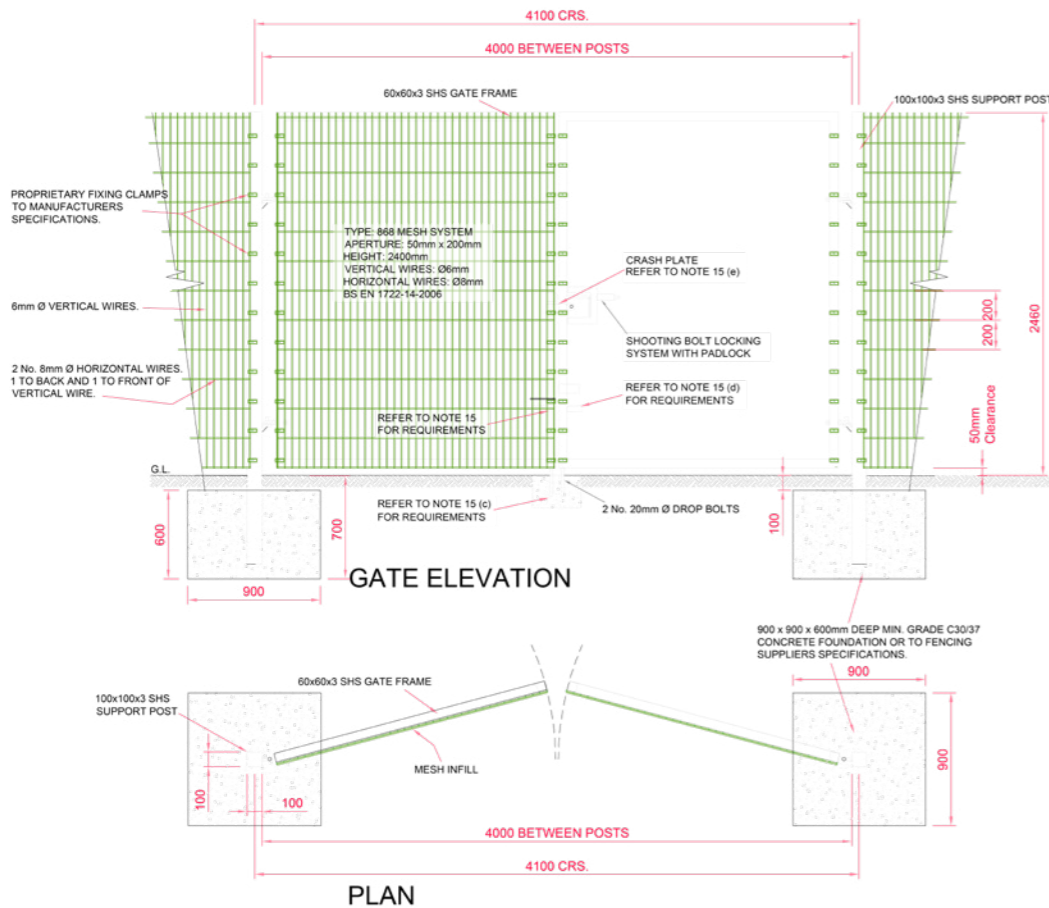 4100 CRS.
4000 BETWEEN POSTS
60x60x3 SHS GATE FRAME
100x100x3 SHS SUPPORT POST
PROPRIETARY FIXING CLAMPS
TO MANUFACTURERS
SPECIFICATIONS.
TYPE: 868 MESH SYSTEM
APERTURE: 50mm x 200mm
HEIGHT: 2400mm
VERTICAL WIRES: Ø6mm
HORIZONTAL WIRES: Ø8mm
BS EN 1722-14-2006
CRASH PLATE
REFER TO NOTE 15 (e)
6mm Ø VERTICAL WIRES.
200
200
2460
SHOOTING BOLT LOCKING
SYSTEM WITH PADLOCK
2 No. 8mm Ø HORIZONTAL WIRES.
1 TO BACK AND 1 TO FRONT OF
VERTICAL WIRE.
REFER TO NOTE 15 (d)
FOR REQUIREMENTS
REFER TO NOTE 15
FOR REQUIREMENTS
50mm
Clearance
G.L.
REFER TO NOTE 15 (c)
FOR REQUIREMENTS
2 No. 20mm Ø DROP BOLTS
100
600
700
900
GATE ELEVATION
900 x 900 x 600mm DEEP MIN. GRADE C30/37
CONCRETE FOUNDATION OR TO FENCING
SUPPLIERS SPECIFICATIONS.
900
60x60x3 SHS GATE FRAME
100x100x3 SHS
SUPPORT POST
MESH INFILL
900
100
100
4000 BETWEEN POSTS
4100 CRS.
PLAN